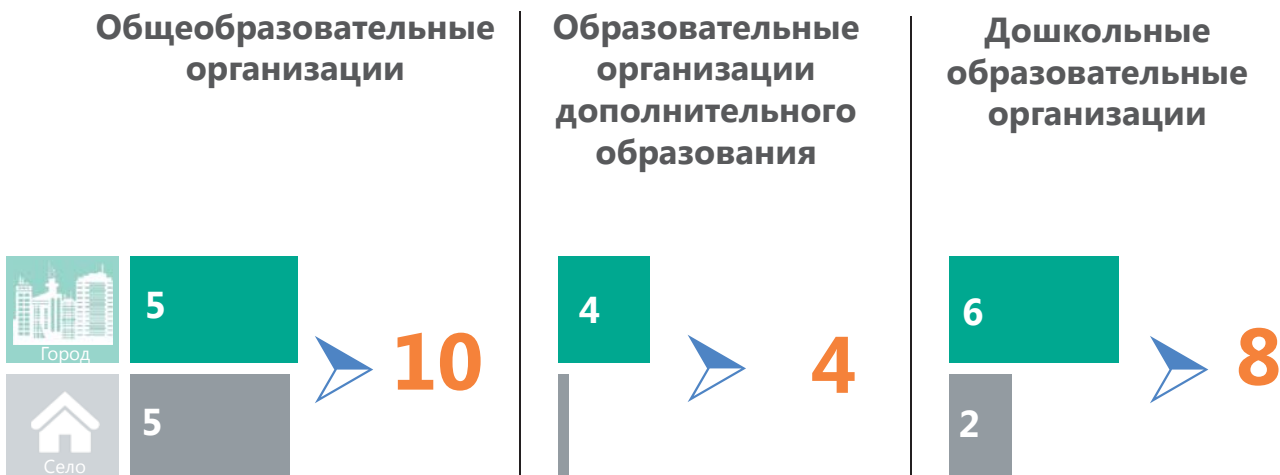 Общеобразовательные
организации
Образовательные
организации
дополнительного
образования
Дошкольные
образовательные
организации
Город
5
10
4
4
6
8
Село
5
2